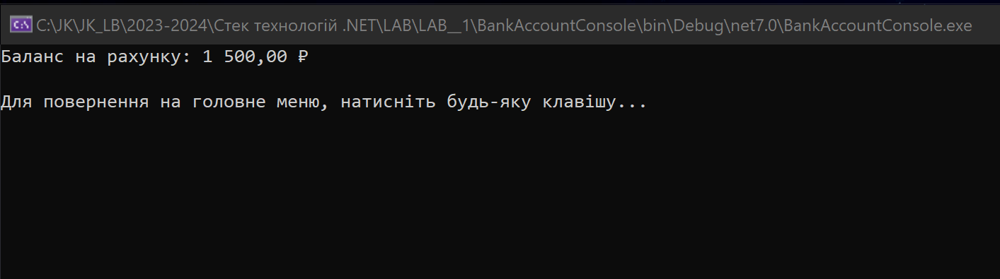 C:\JK\JK_LB\2023-2024\Стек технологій .NET\LAB\LAB__1\BankAccountConsole\bin\Debug\net7.0\BankAccountConsole.exe
Баланс на рахунку: 1 500,00 ₽
Для повернення на головне меню, натисніть будь-яку клавішу...